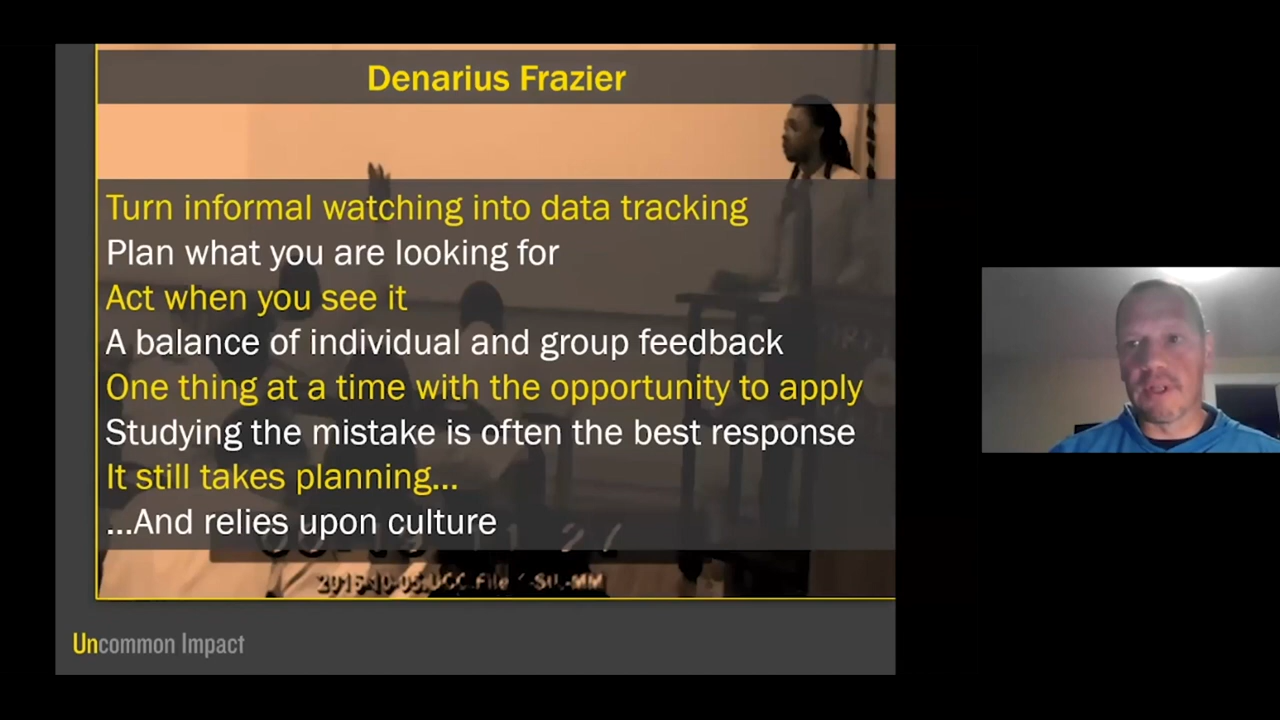 Denarius Frazier
Turn informal watching into data tracking
Plan what you are looking for
Act when you see it
A balance of individual and group feedback
One thing at a time with the opportunity to apply
Studying the mistake is often the best response
It still takes planning...
...And relies upon culture
Uncommon Impact